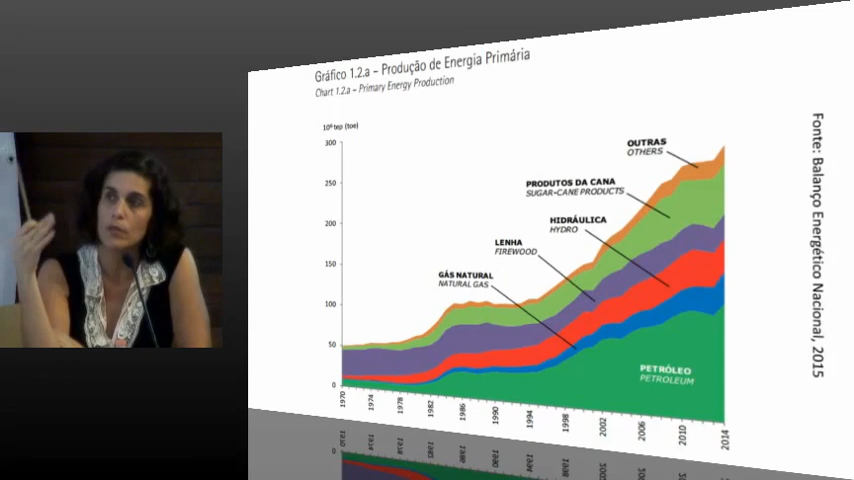 Gráfico 1.2.a – Produção de Energia Primária
Chart 1.2.a – Primary Energy Production
10⁶ tep (toe)
300
250
200
150
100
50
0
OUTRAS
OTHERS
PRODUTOS DA CANA
SUGAR-CANE PRODUCTS
HIDRÁULICA
HYDRO
LENHA
FIREWOOD
GÁS NATURAL
NATURAL GAS
PETRÓLEO
PETROLEUM
1970
1974
1978
1982
1986
1990
1994
1998
2002
2006
2010
2014
Fonte: Balanço Energético Nacional, 2015